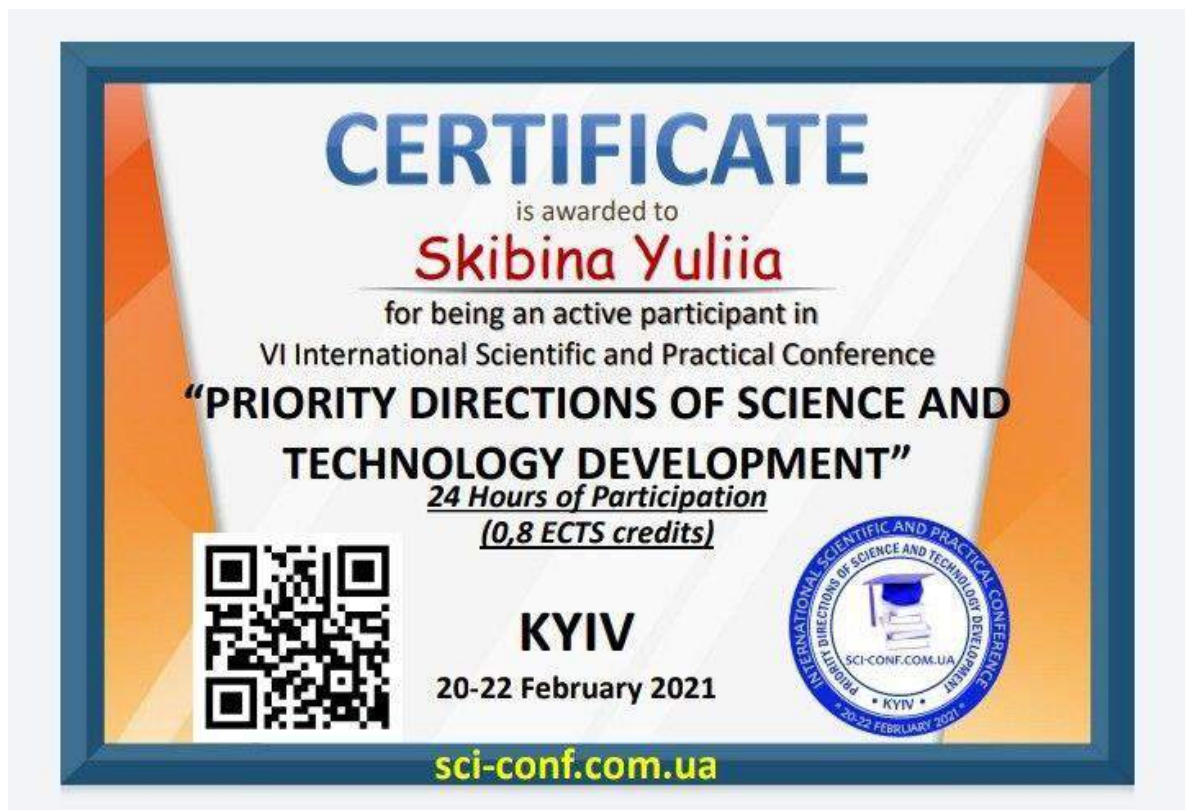 CERTIFICATE
is awarded to
Skibina Yuliia
for being an active participant in
VI International Scientific and Practical Conference
“PRIORITY DIRECTIONS OF SCIENCE AND
TECHNOLOGY DEVELOPMENT”
24 Hours of Participation
(0,8 ECTS credits)
KYIV
20-22 February 2021
INTERNATIONAL SCIENTIFIC AND PRACTICAL CONFERENCE
PRIORITY DIRECTIONS OF SCIENCE AND TECHNOLOGY DEVELOPMENT
SCI-CONF.COM.UA
• KYIV •
* 20-22 FEBRUARY 2021 *
sci-conf.com.ua